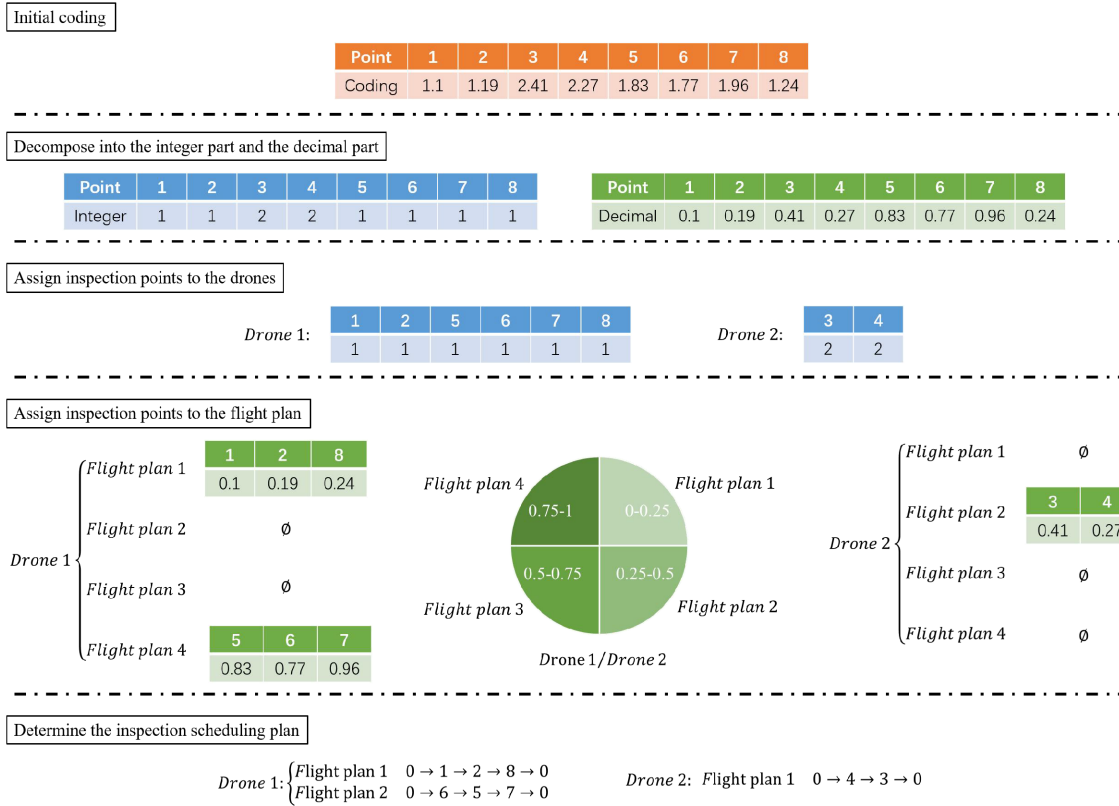 Initial coding
Point 1 2 3 4 5 6 7 8
Coding 1.1 1.19 2.41 2.27 1.83 1.77 1.96 1.24
Decompose into the integer part and the decimal part
Point 1 2 3 4 5 6 7 8
Integer 1 1 2 2 1 1 1 1
Point 1 2 3 4 5 6 7 8
Decimal 0.1 0.19 0.41 0.27 0.83 0.77 0.96 0.24
Assign inspection points to the drones
Drone 1:
1 2 5 6 7 8
1 1 1 1 1 1
Drone 2:
3 4
2 2
Assign inspection points to the flight plan
Drone 1
Flight plan 1
1 2 8
0.1 0.19 0.24
Flight plan 2 ∅
Flight plan 3 ∅
Flight plan 4
5 6 7
0.83 0.77 0.96
Flight plan 4
Flight plan 1
0.75-1
0-0.25
0.5-0.75
0.25-0.5
Flight plan 3
Flight plan 2
Drone 1/Drone 2
Drone 2
Flight plan 1 ∅
Flight plan 2
3 4
0.41 0.27
Flight plan 3 ∅
Flight plan 4 ∅
Determine the inspection scheduling plan
Drone 1:
Flight plan 1 0 → 1 → 2 → 8 → 0
Flight plan 2 0 → 6 → 5 → 7 → 0
Drone 2: Flight plan 1 0 → 4 → 3 → 0